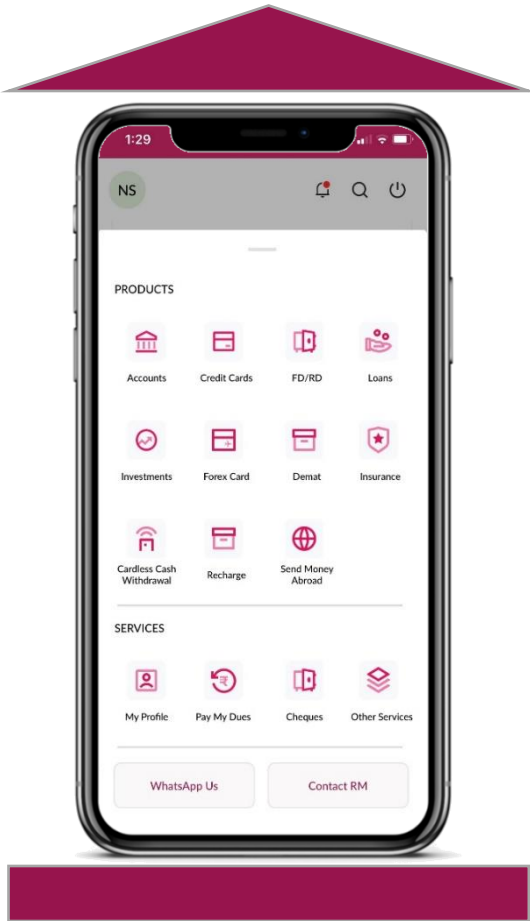 1:29
NS
PRODUCTS
Accounts Credit Cards FD/RD Loans
Investments Forex Card Demat Insurance
Cardless Cash Withdrawal Recharge Send Money Abroad
SERVICES
My Profile Pay My Dues Cheques Other Services
WhatsApp Us Contact RM